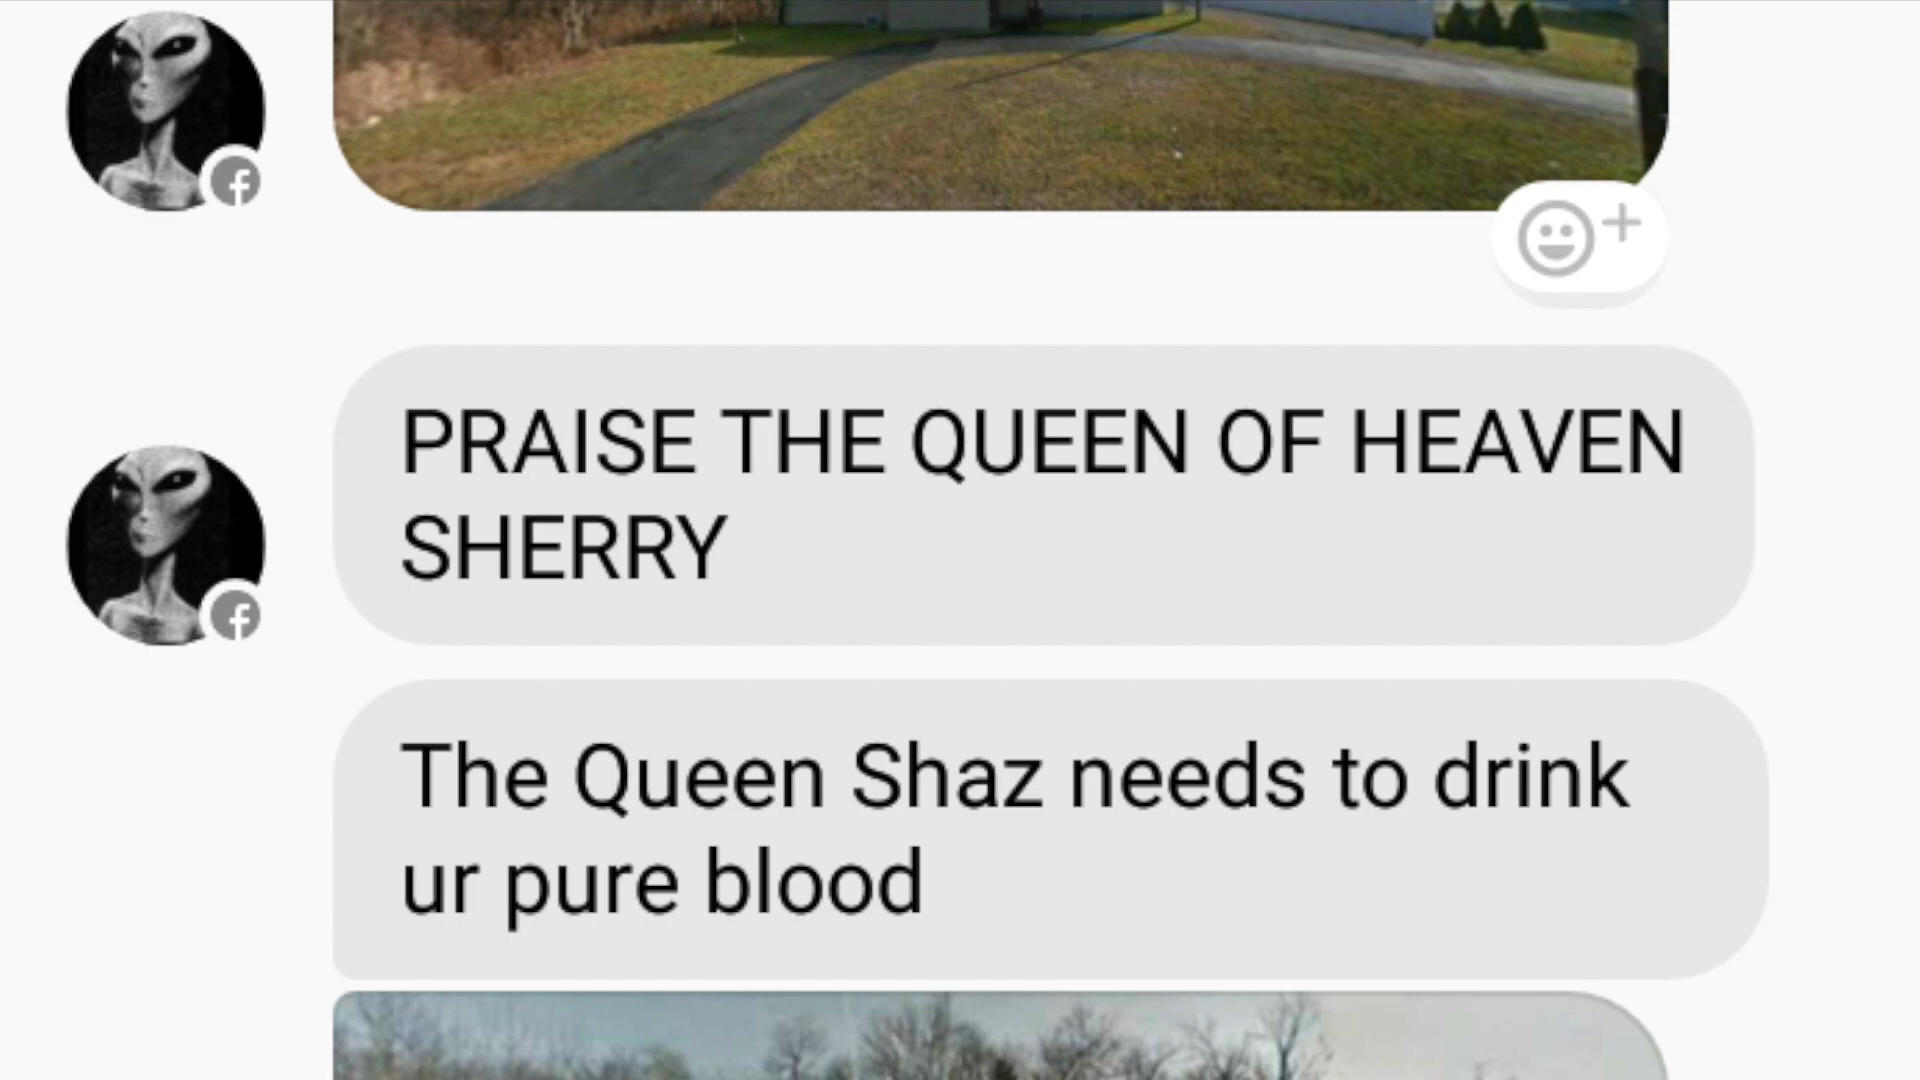 PRAISE THE QUEEN OF HEAVEN
SHERRY
The Queen Shaz needs to drink
ur pure blood